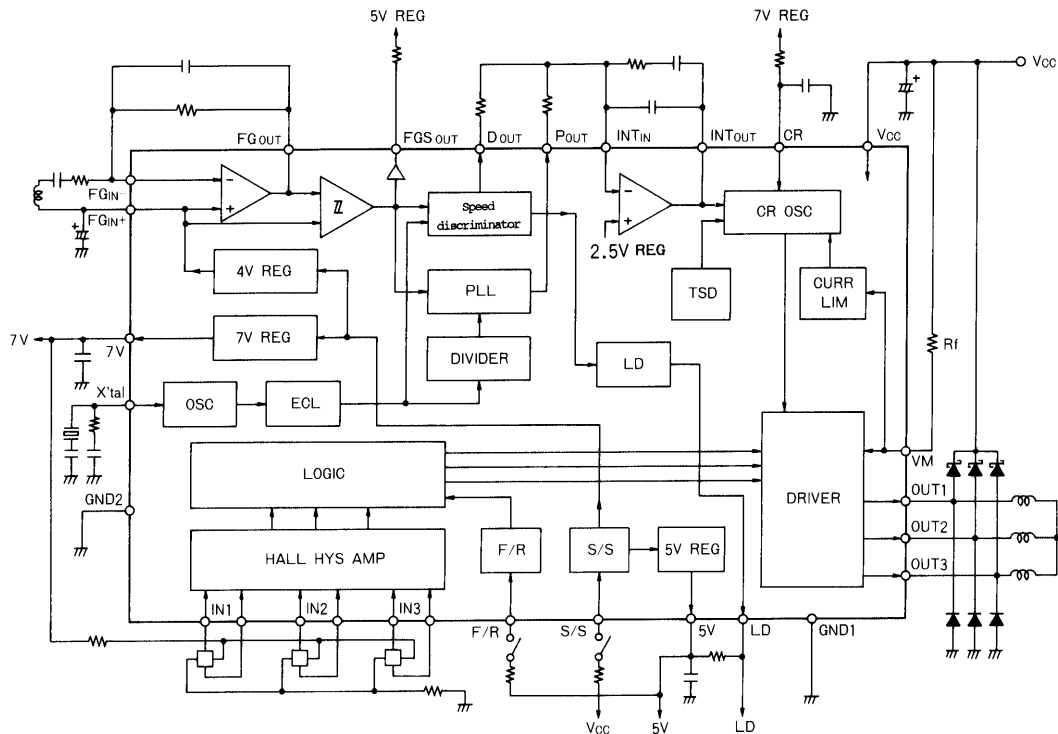 5V REG
7V REG
VCC
+
FGOUT
FGSOUT
DOUT
POUT
INTIN
INTOUT
CR
VCC
FGIN−
FGIN+
+
−
+
Speed
discriminator
−
+
2.5V REG
CR OSC
4V REG
PLL
TSD
CURR
LIM
7V
7V
7V REG
DIVIDER
LD
Rf
X'tal
OSC
ECL
VM
LOGIC
DRIVER
OUT1
GND2
OUT2
HALL HYS AMP
F/R
S/S
5V REG
OUT3
IN1
IN2
IN3
F/R
S/S
5V
LD
GND1
VCC
5V
LD